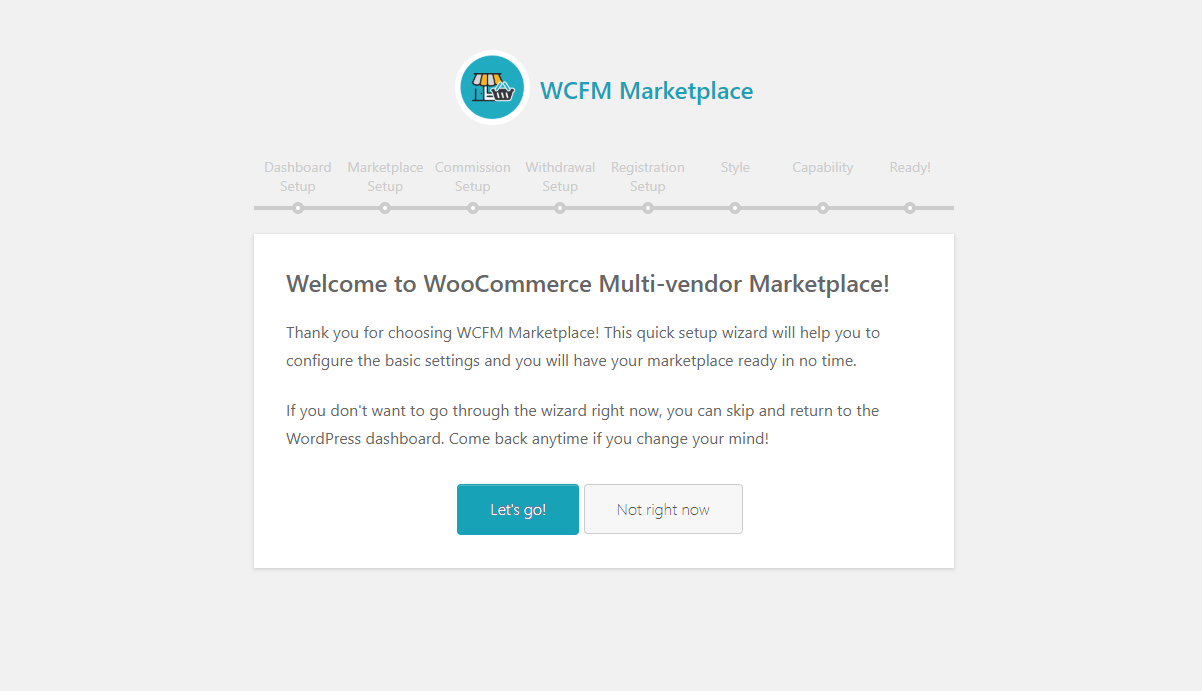 WCFM Marketplace
Dashboard Setup
Marketplace Setup
Commission Setup
Withdrawal Setup
Registration Setup
Style
Capability
Ready!
Welcome to WooCommerce Multi-vendor Marketplace!
Thank you for choosing WCFM Marketplace! This quick setup wizard will help you to
configure the basic settings and you will have your marketplace ready in no time.
If you don't want to go through the wizard right now, you can skip and return to the
WordPress dashboard. Come back anytime if you change your mind!
Let's go!
Not right now